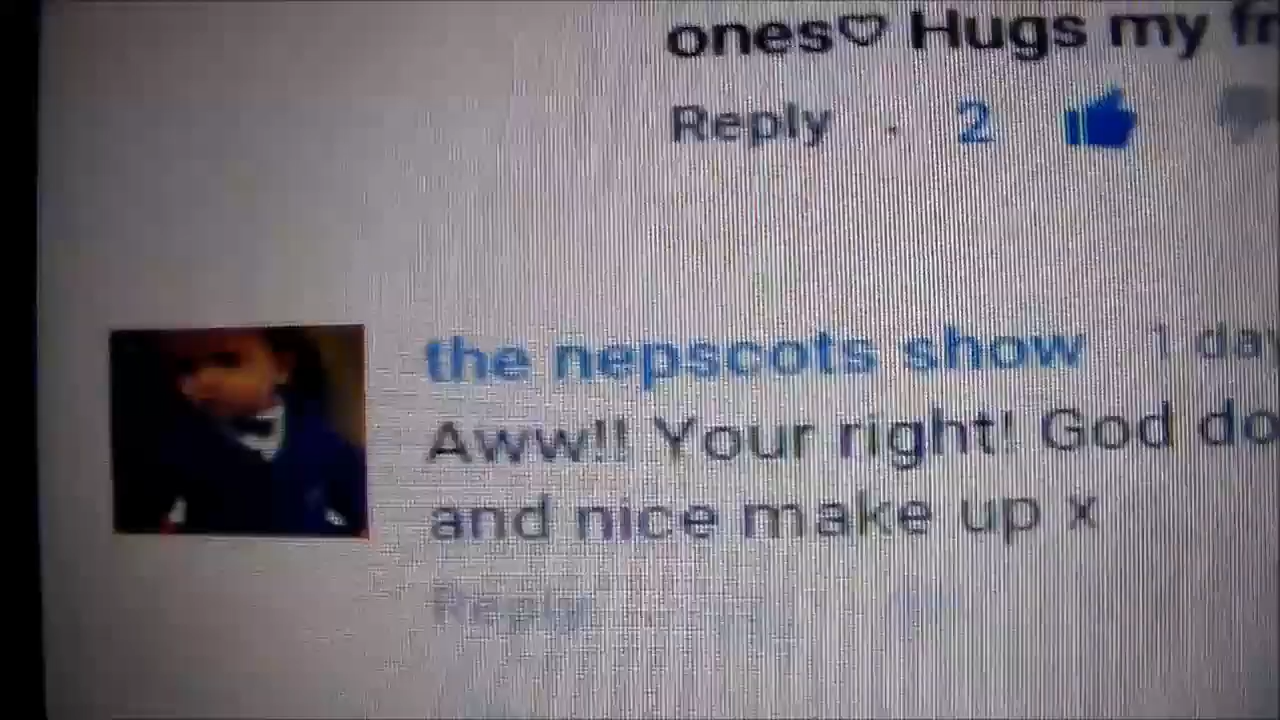 ones♡ Hugs my fr
Reply · 2
the nepscots show 1 day
Aww!! Your right! God do
and nice make up x
Reply